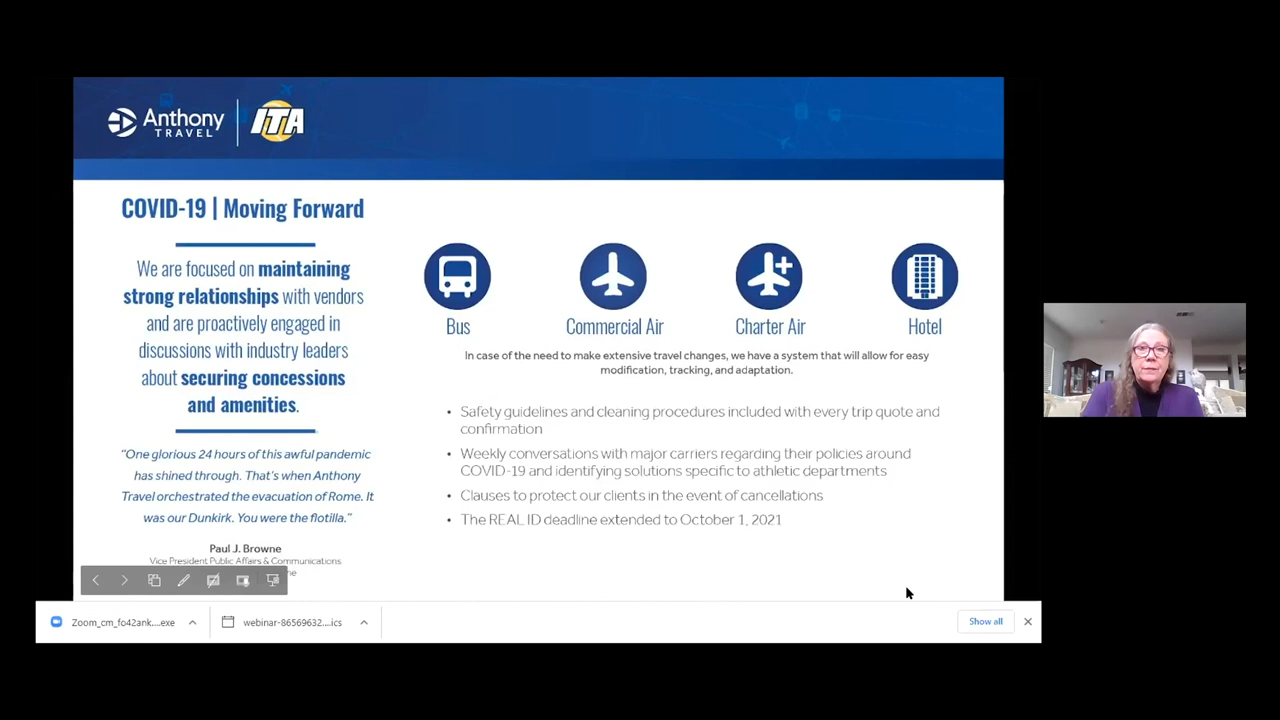 Anthony
TRAVEL
ITA
COVID-19 | Moving Forward
We are focused on maintaining
strong relationships with vendors
and are proactively engaged in
discussions with industry leaders
about securing concessions
and amenities.
"One glorious 24 hours of this awful pandemic
has shined through. That's when Anthony
Travel orchestrated the evacuation of Rome. It
was our Dunkirk. You were the flotilla."
Paul J. Browne
Vice President Public Affairs & Communications
Bus
Commercial Air
Charter Air
Hotel
In case of the need to make extensive travel changes, we have a system that will allow for easy
modification, tracking, and adaptation.
• Safety guidelines and cleaning procedures included with every trip quote and
confirmation
• Weekly conversations with major carriers regarding their policies around
COVID-19 and identifying solutions specific to athletic departments
• Clauses to protect our clients in the event of cancellations
• The REAL ID deadline extended to October 1, 2021
Zoom_cm_fo42ank....exe
webinar-86569632....ics
Show all